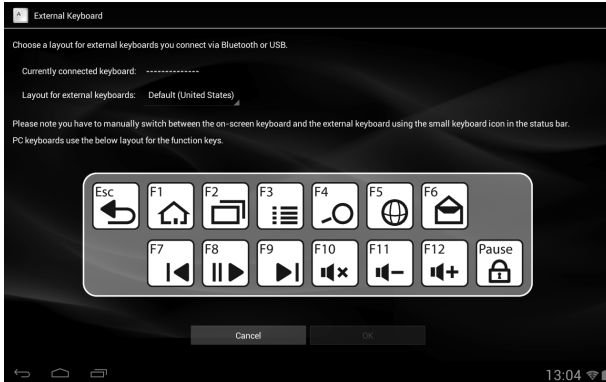 External Keyboard
Choose a layout for external keyboards you connect via Bluetooth or USB.
Currently connected keyboard: --------------
Layout for external keyboards: Default (United States)
Please note you have to manually switch between the on-screen keyboard and the external keyboard using the small keyboard icon in the status bar.
PC keyboards use the below layout for the function keys.
Esc F1 F2 F3 F4 F5 F6
F7 F8 F9 F10 F11 F12 Pause
Cancel OK
13:04